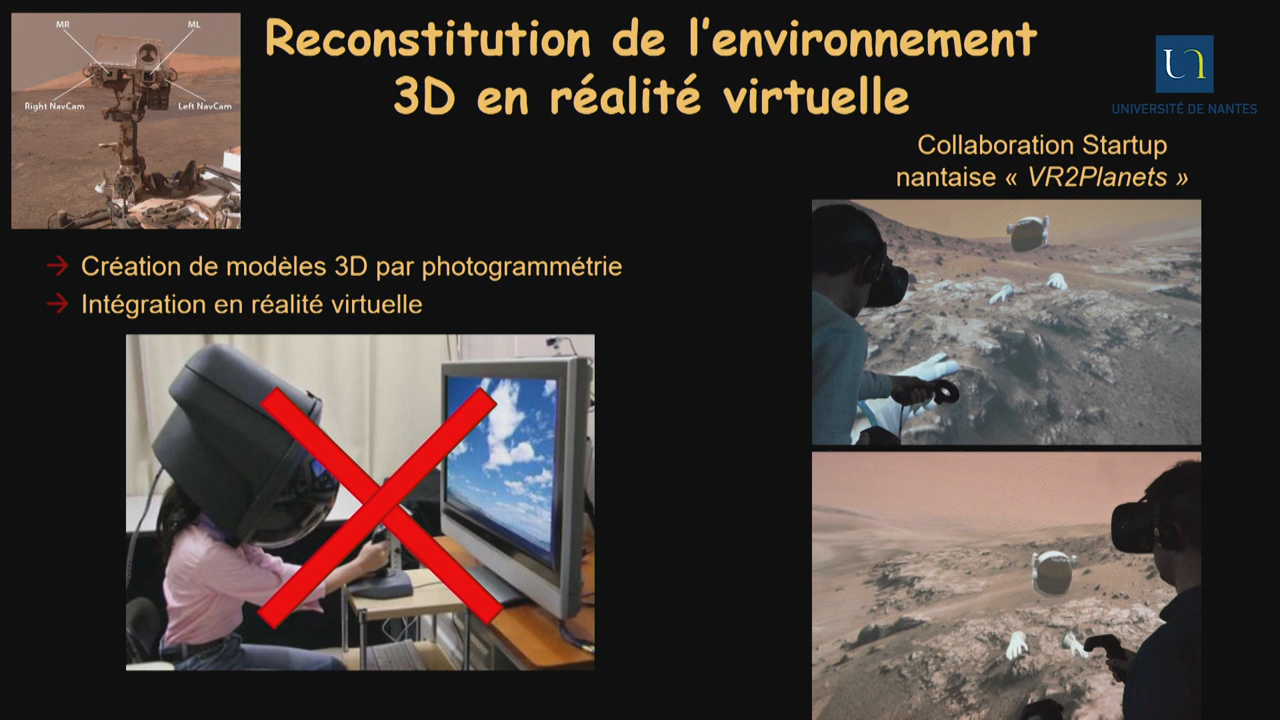 MR
ML
Right NavCam
Left NavCam
Reconstitution de l'environnement
3D en réalité virtuelle
UNIVERSITÉ DE NANTES
Collaboration Startup
nantaise « VR2Planets »
→ Création de modèles 3D par photogrammétrie
→ Intégration en réalité virtuelle